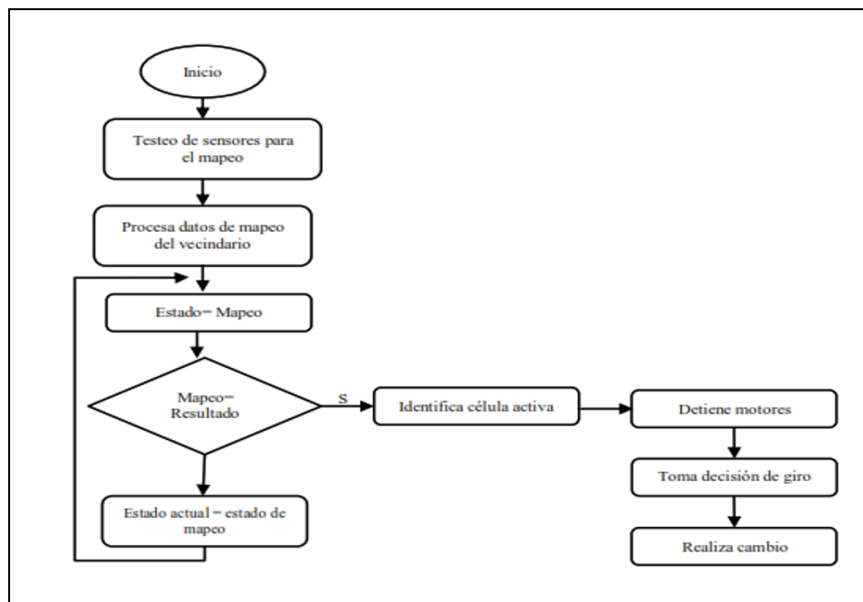 Inicio
Testeo de sensores para
el mapeo
Procesa datos de mapeo
del vecindario
Estado= Mapeo
Mapeo=
Resultado
S
Identifica célula activa
Detiene motores
Toma decisión de giro
Realiza cambio
Estado actual = estado de
mapeo